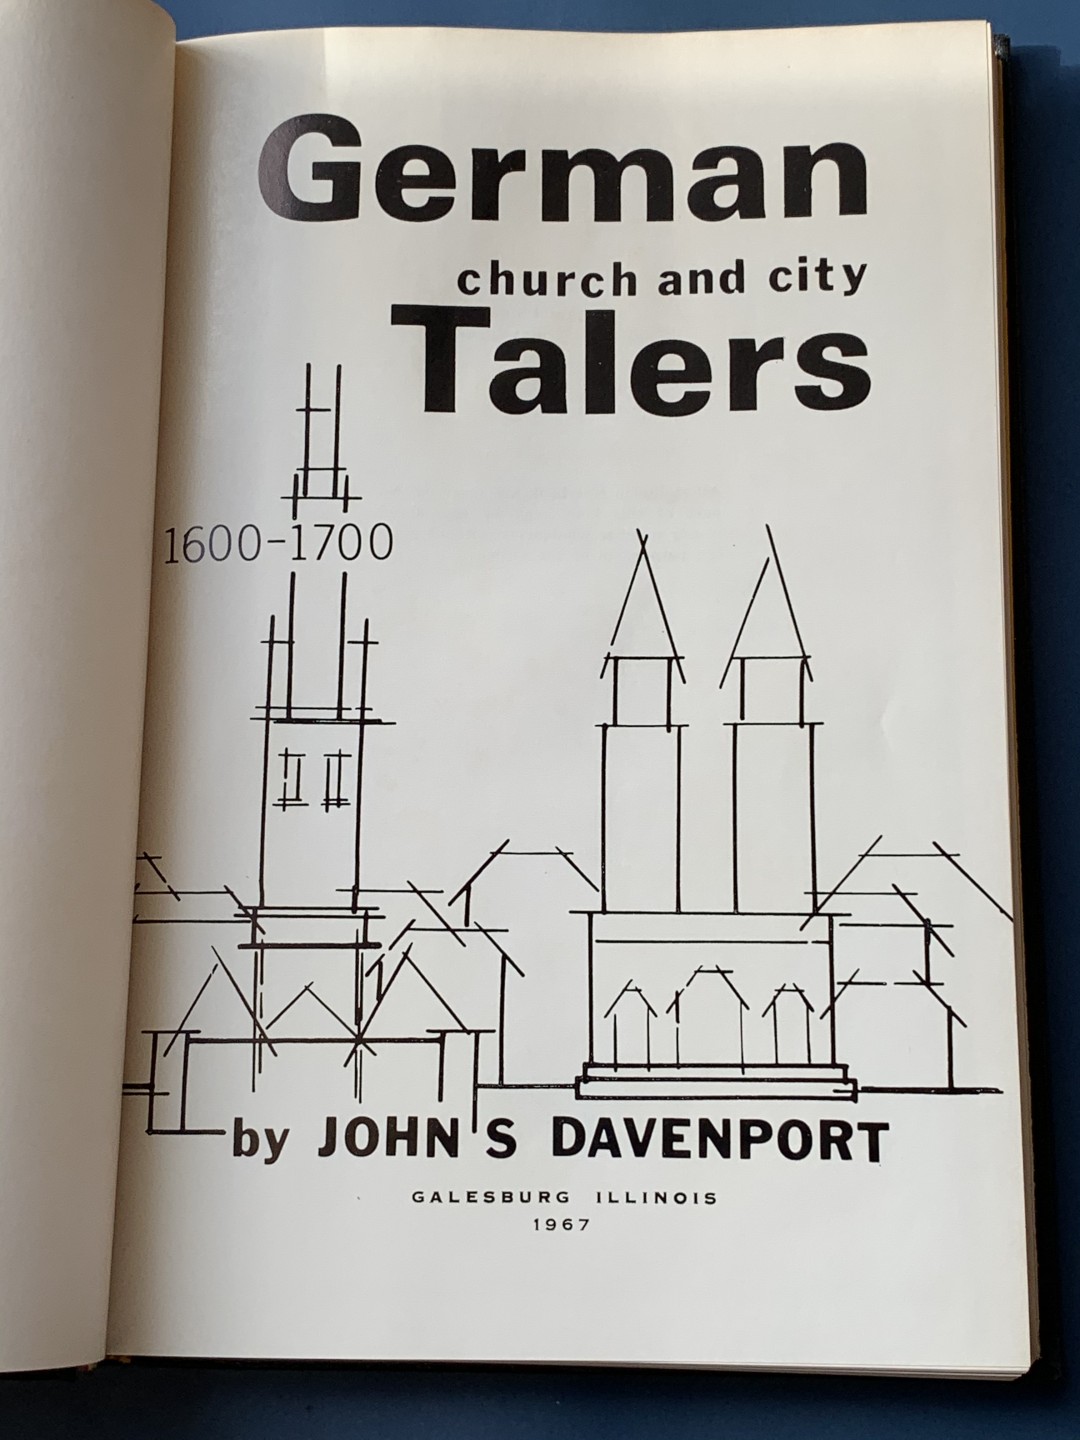 German
church and city
Talers
1600-1700
by JOHN S DAVENPORT
GALESBURG ILLINOIS
1967